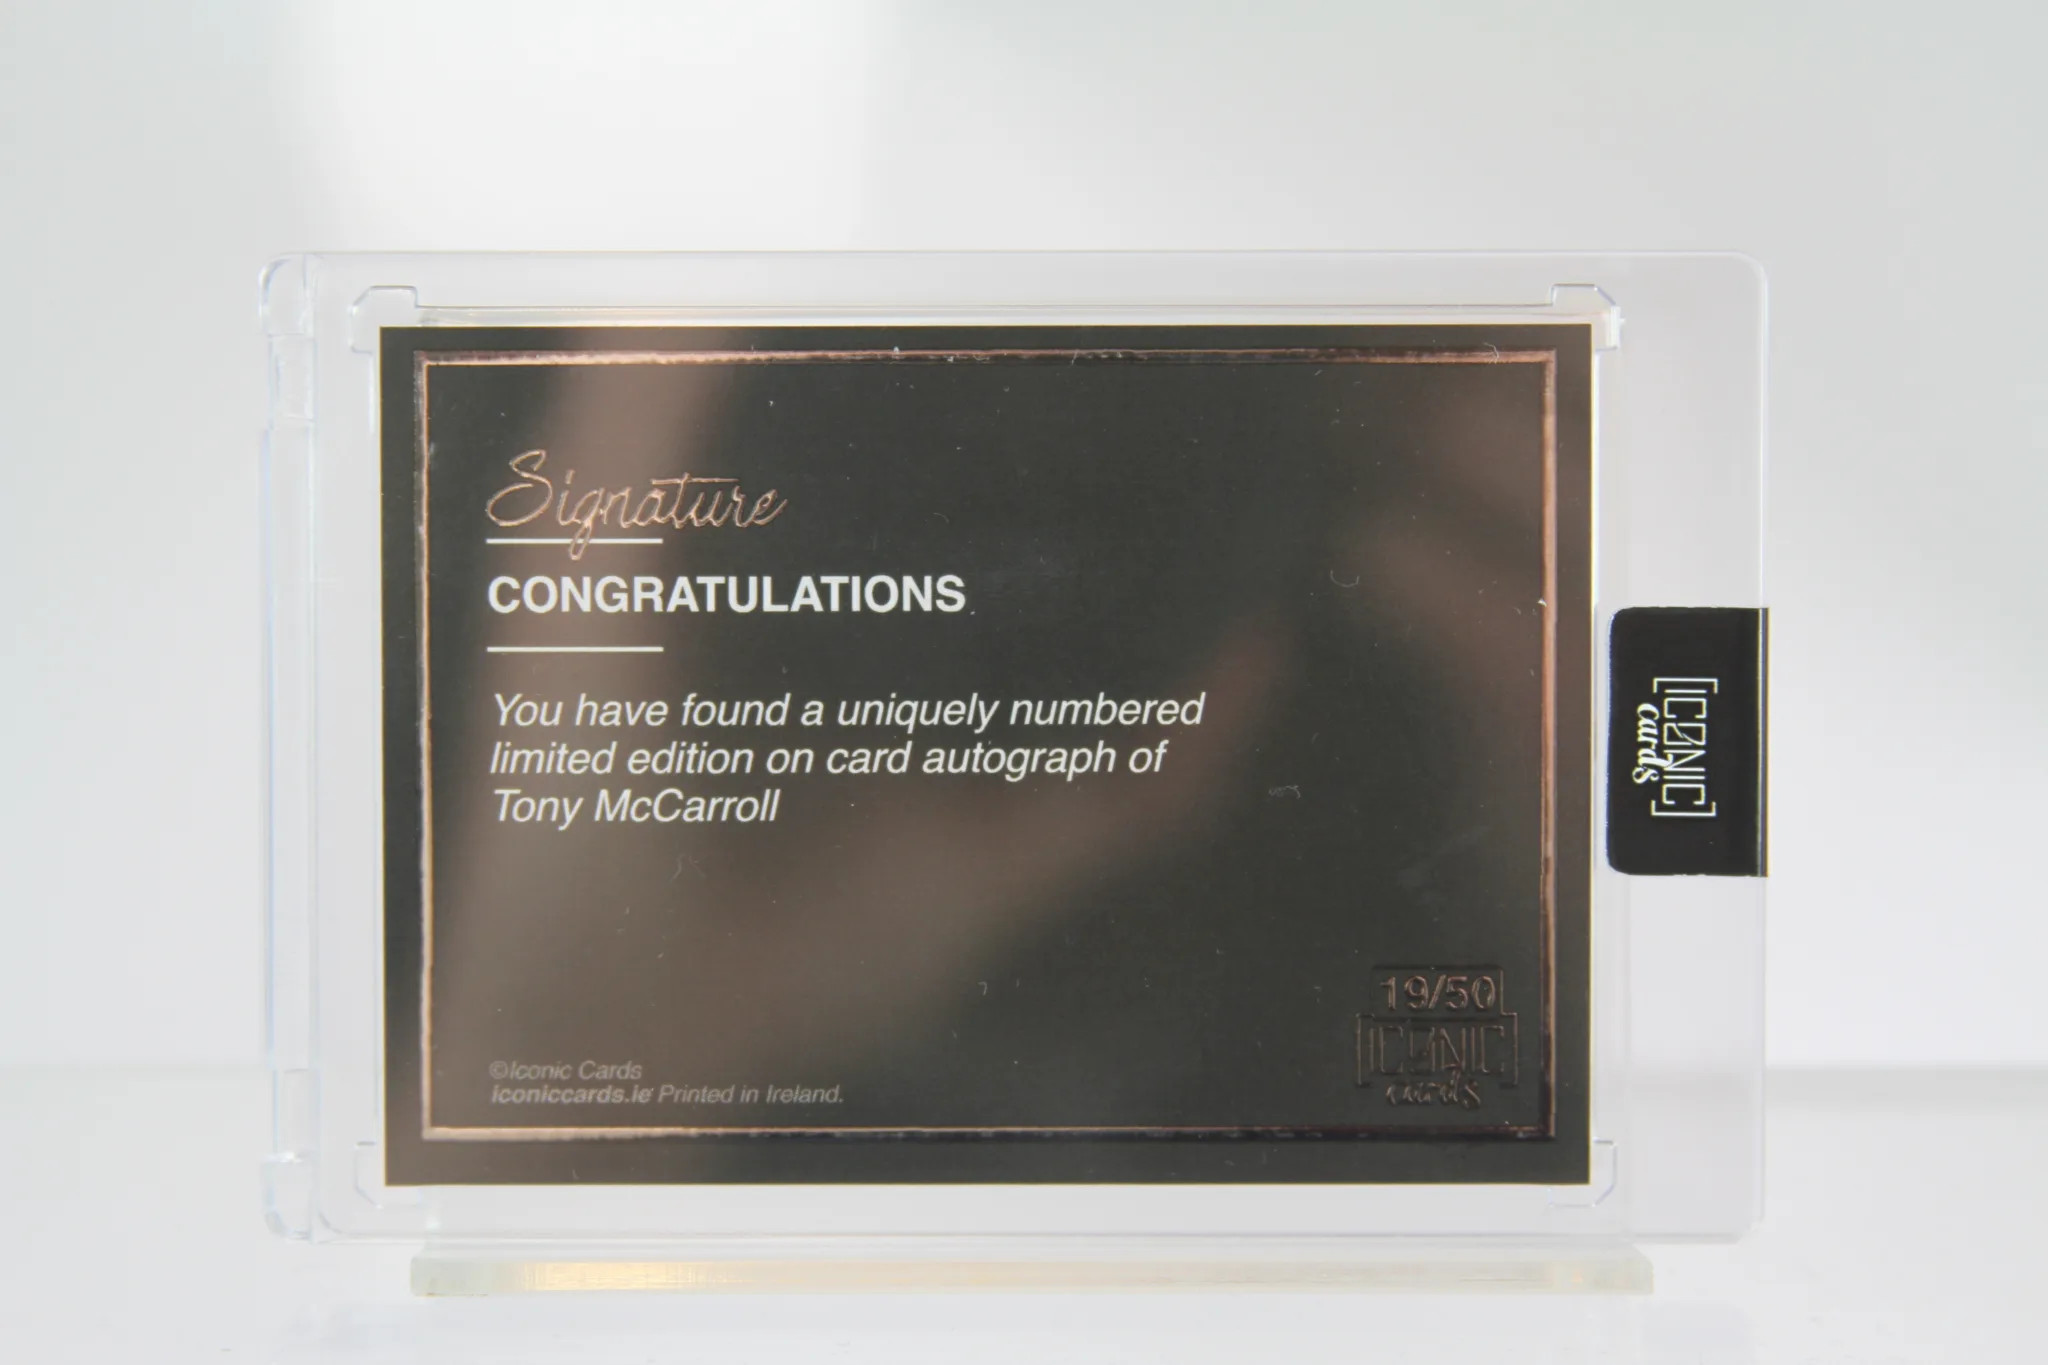 Signature
CONGRATULATIONS
You have found a uniquely numbered
limited edition on card autograph of
Tony McCarroll
©Iconic Cards
iconiccards.ie Printed in Ireland.
19/50
[ICONIC]
cards
[ICONIC]
cards